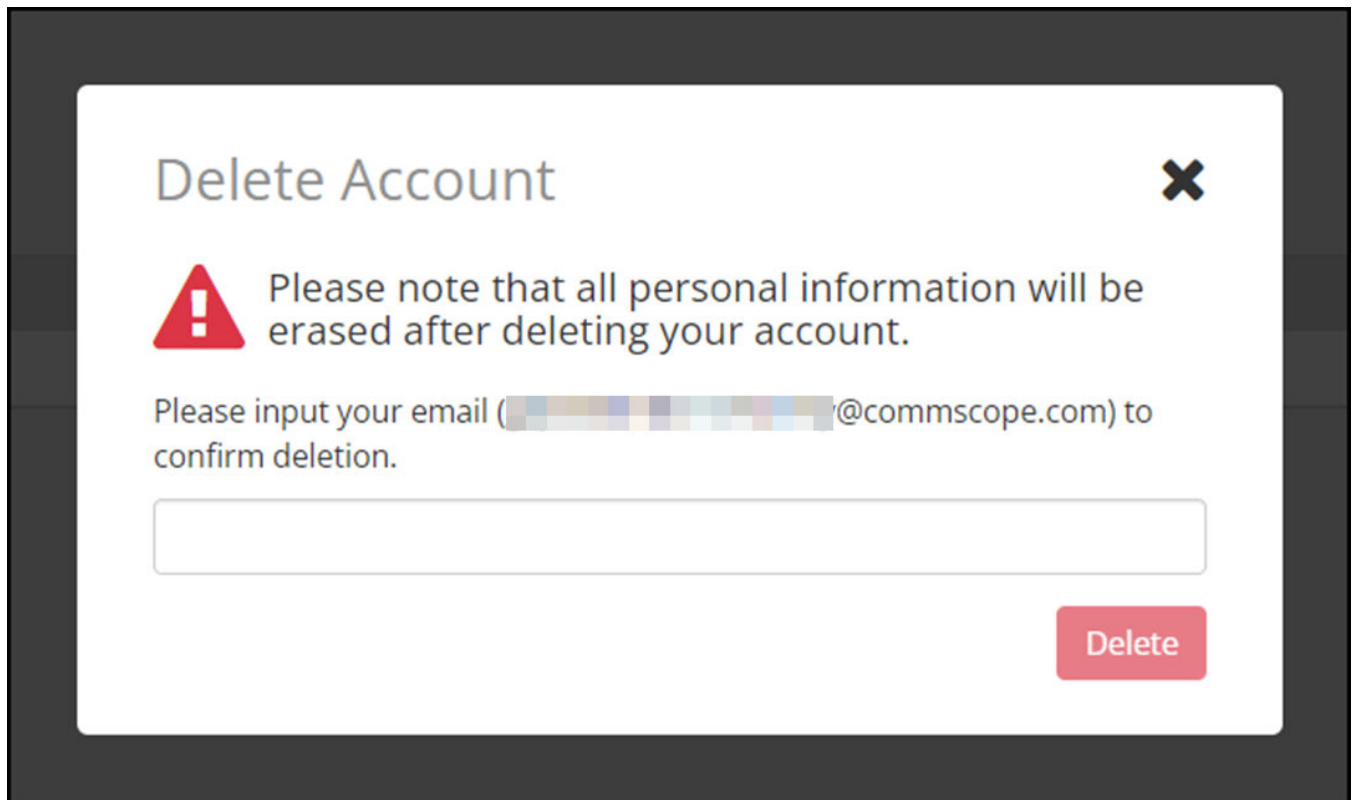 Delete Account
Please note that all personal information will be
erased after deleting your account.
Please input your email (@commscope.com) to
confirm deletion.
Delete